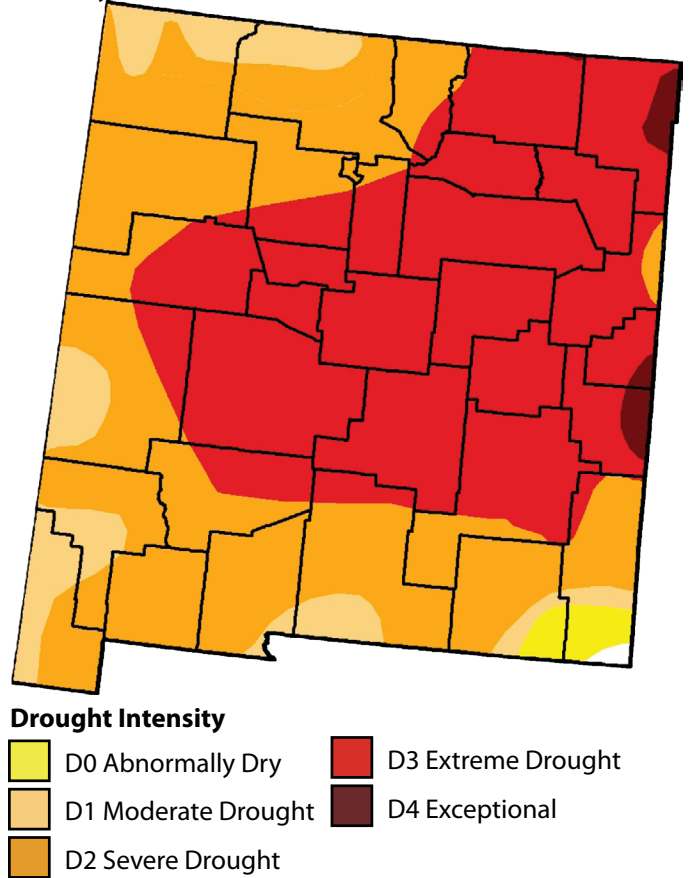 Drought Intensity
D0 Abnormally Dry
D1 Moderate Drought
D2 Severe Drought
D3 Extreme Drought
D4 Exceptional